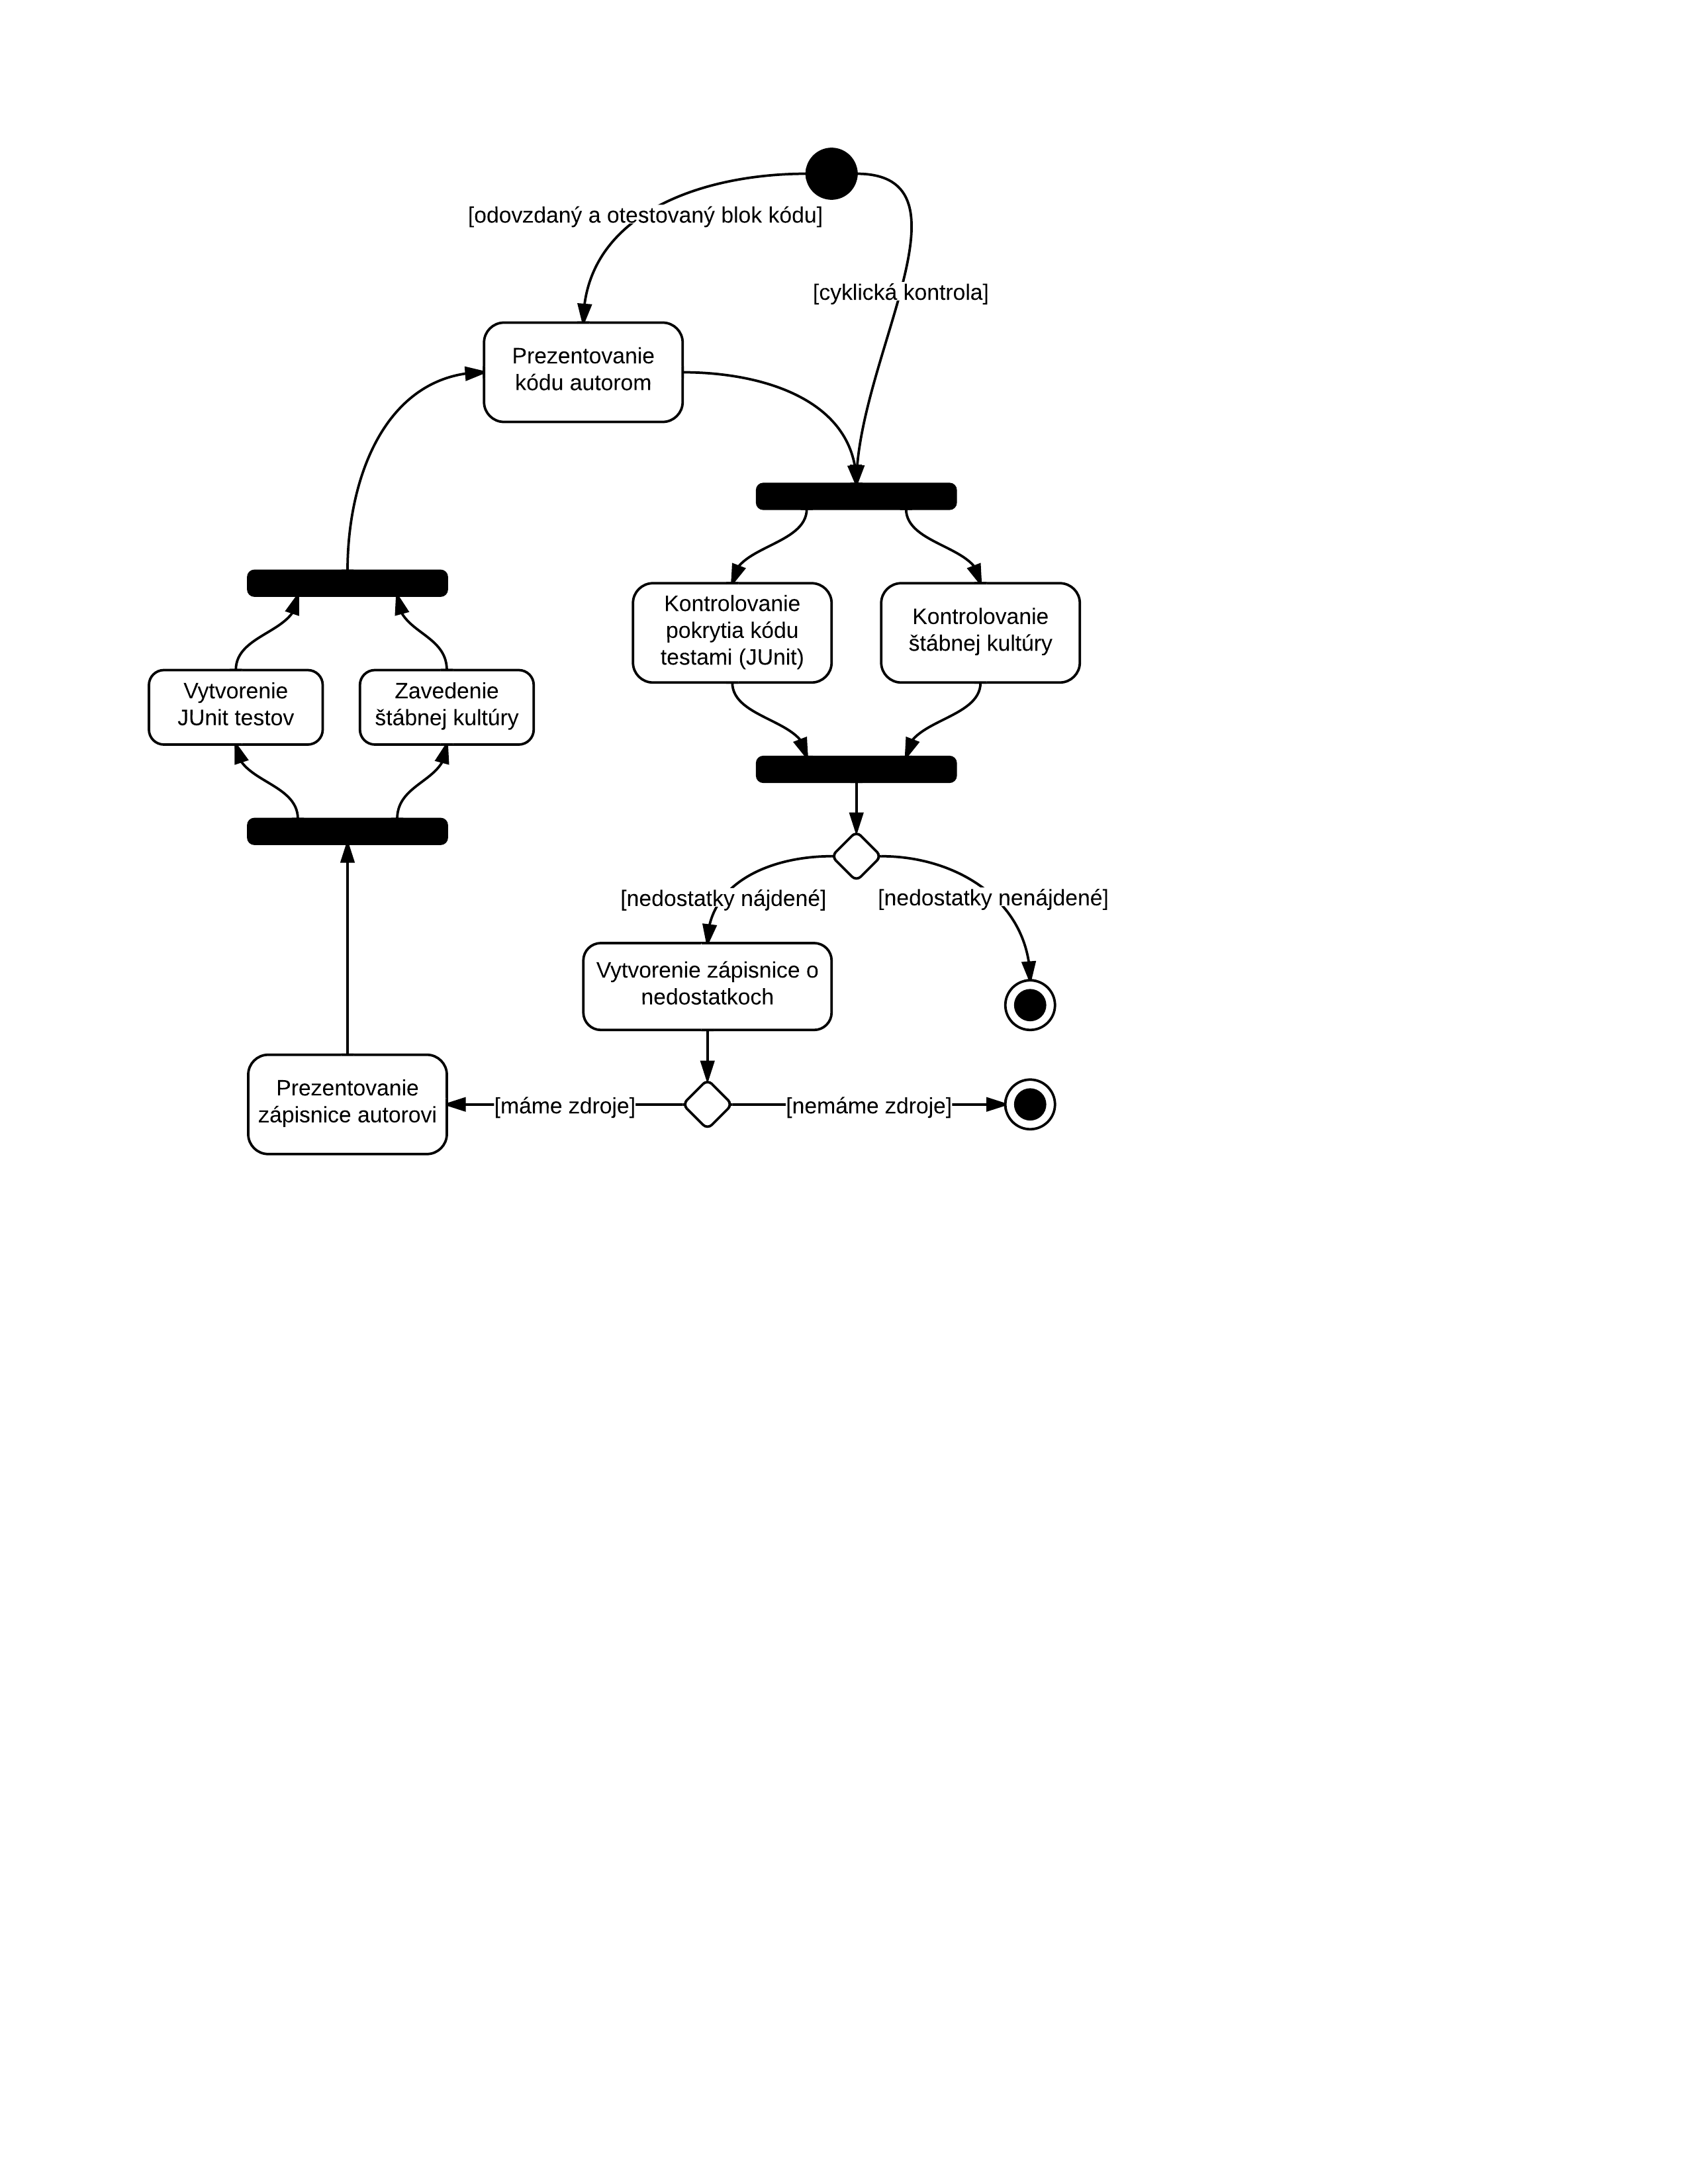 [odovzdaný a otestovaný blok kódu]
[cyklická kontrola]
Prezentovanie
kódu autorom
Kontrolovanie
pokrytia kódu
testami (JUnit)
Kontrolovanie
štábnej kultúry
Vytvorenie
JUnit testov
Zavedenie
štábnej kultúry
[nedostatky nájdené]
[nedostatky nenájdené]
Vytvorenie zápisnice o
nedostatkoch
Prezentovanie
zápisnice autorovi
[máme zdroje]
[nemáme zdroje]